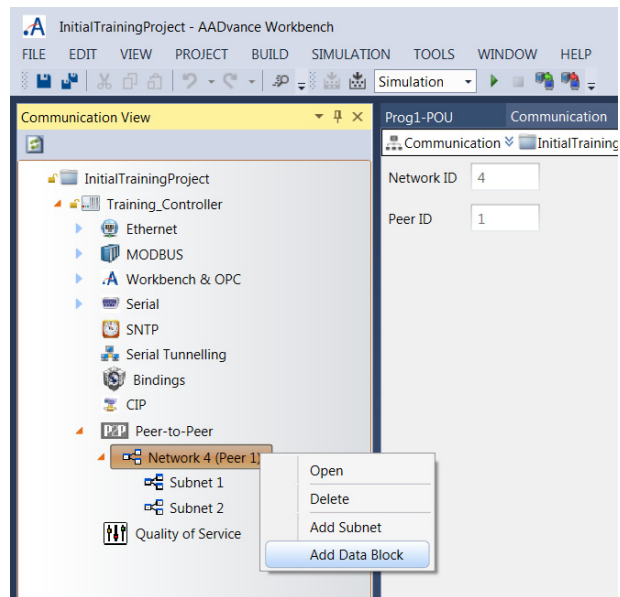 InitialTrainingProject - AADvance Workbench
FILE EDIT VIEW PROJECT BUILD SIMULATION TOOLS WINDOW HELP
Simulation
Communication View
Prog1-POU Communication
Communication InitialTraining
InitialTrainingProject
Training_Controller
Ethernet
MODBUS
Workbench & OPC
Serial
SNTP
Serial Tunnelling
Bindings
CIP
P2P Peer-to-Peer
Network 4 (Peer 1)
Subnet 1
Subnet 2
Quality of Service
Network ID 4
Peer ID 1
Open
Delete
Add Subnet
Add Data Block